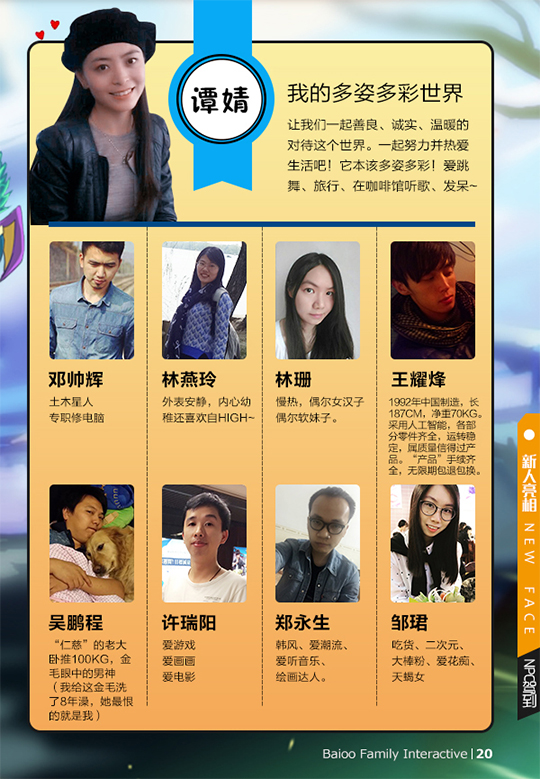 谭婧
我的多姿多彩世界
让我们一起善良、诚实、温暖的
对待这个世界。一起努力并热爱
生活吧！它本该多姿多彩！爱跳
舞、旅行、在咖啡馆听歌、发呆~
邓帅辉
土木星人
专职修电脑
林燕玲
外表安静，内心幼
稚还喜欢自HIGH~
林珊
慢热，偶尔女汉子
偶尔软妹子。
王耀烽
1992年中国制造，长
187CM，净重70KG。
采用人工智能，各部
分零件齐全，运转稳
定，属质量信得过产
品。“产品”手续齐
全，无限期包退包换。
吴鹏程
“仁慈”的老大
卧推100KG，金
毛眼中的男神
（我给这金毛洗
了8年澡，她最恨
的就是我）
许瑞阳
爱游戏
爱画画
爱电影
郑永生
韩风、爱潮流、
爱听音乐、
绘画达人。
邹珺
吃货、二次元、
大棒粉、爱花痴、
天蝎女
新人亮相 NEW FACE
Baioo Family Interactive | 20